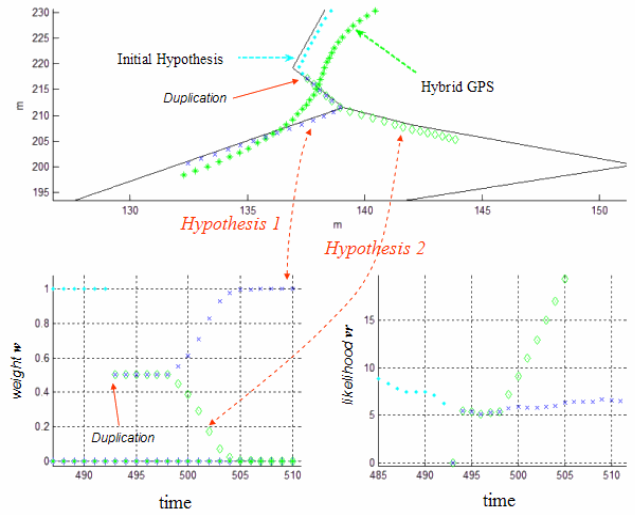 230
225
220
215
210
205
200
195
m
Initial Hypothesis
Duplication
Hybrid GPS
130
135
140
145
150
m
Hypothesis 1
Hypothesis 2
1
0.8
0.6
0.4
0.2
0
weight w
Duplication
490
495
500
505
510
time
15
10
5
0
likelihood vr
485
490
495
500
505
511
time